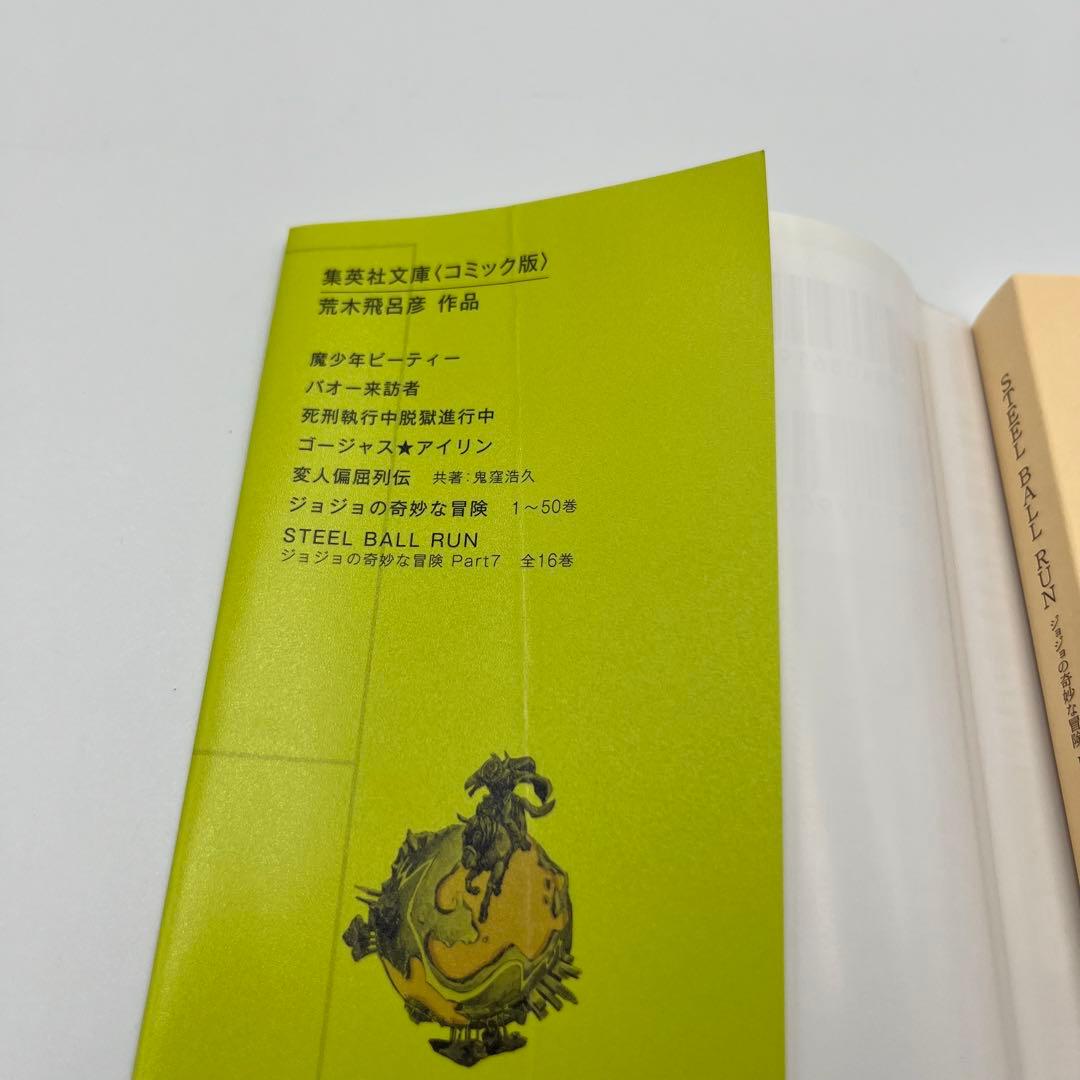 集英社文庫〈コミック版〉
荒木飛呂彦 作品
魔少年ビーティー
バオー来訪者
死刑執行中脱獄進行中
ゴージャス★アイリン
変人偏屈列伝 共著:鬼窪浩久
ジョジョの奇妙な冒険 1〜50巻
STEEL BALL RUN
ジョジョの奇妙な冒険 Part7 全16巻
STEEL BALL RUN ジョジョの奇妙な冒険